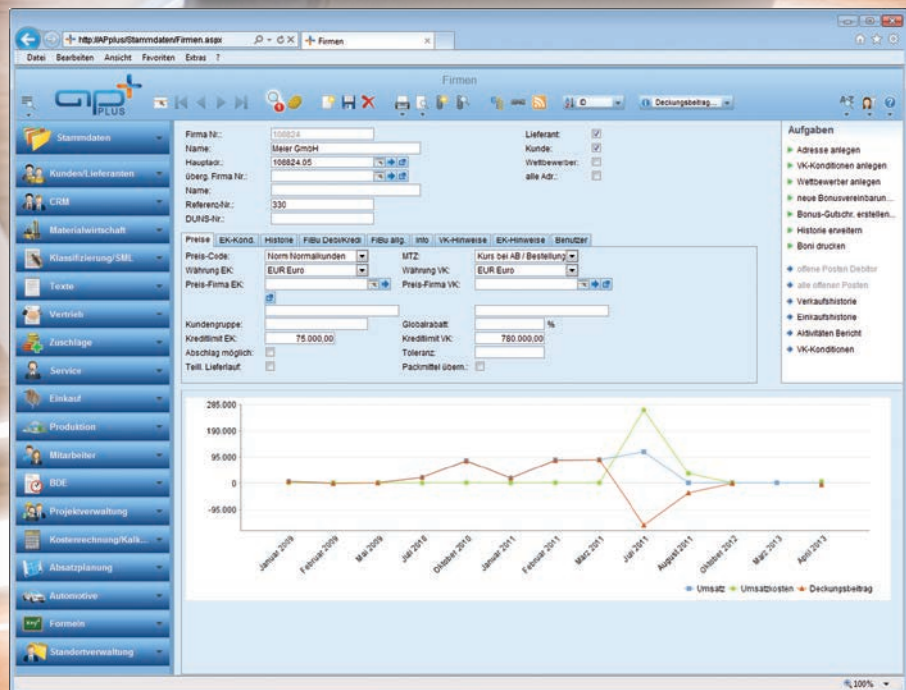 http://APplus/Stammdaten/Firmen.aspx
Firmen
Datei Bearbeiten Ansicht Favoriten Extras ?
Firmen
ap+
PLUS
ID
Deckungsbeitrag...
Stammdaten
Kunden/Lieferanten
CRM
Materialwirtschaft
Klassifizierung/SML
Texte
Vertrieb
Zuschläge
Service
Einkauf
Produktion
Mitarbeiter
BDE
Projektverwaltung
Kostenrechnung/Kalk...
Absatzplanung
Automotive
Formeln
Standortverwaltung
Firma Nr.: 108824
Name: Meier GmbH
Hauptadr.: 108824.05
überg. Firma Nr.:
Name:
Referenz-Nr.: 330
DUNS-Nr.:
Lieferant:
Kunde:
Wettbewerber:
alle Adr.:
Preise EK-Kond. Historie FiBu Debi/Kredi FiBu allg. Info VK-Hinweise EK-Hinweise Benutzer
Preis-Code: Norm Normalkunden MTZ: Kurs bei AB / Bestellung
Währung EK: EUR Euro Währung VK: EUR Euro
Preis-Firma EK: Preis-Firma VK:
Kundengruppe: Globalrabatt: %
Kreditlimit EK: 75.000,00 Kreditlimit VK: 780.000,00
Abschlag möglich: Toleranz:
Teill. Lieferlauf: Packmittel übern.:
Aufgaben
Adresse anlegen
VK-Konditionen anlegen
Wettbewerber anlegen
neue Bonusvereinbarun...
Bonus-Gutschr. erstellen...
Historie erweitern
Boni drucken
offene Posten Debitor
alle offenen Posten
Verkaufshistorie
Einkaufshistorie
Aktivitäten Bericht
VK-Konditionen
285.000
190.000
95.000
0
-95.000
Januar 2009 Februar 2009 Mai 2009 Juli 2010 Oktober 2010 Januar 2011 Februar 2011 März 2011 Juli 2011 August 2011 Oktober 2012 März 2013 April 2013
Umsatz Umsatzkosten Deckungsbeitrag
100%